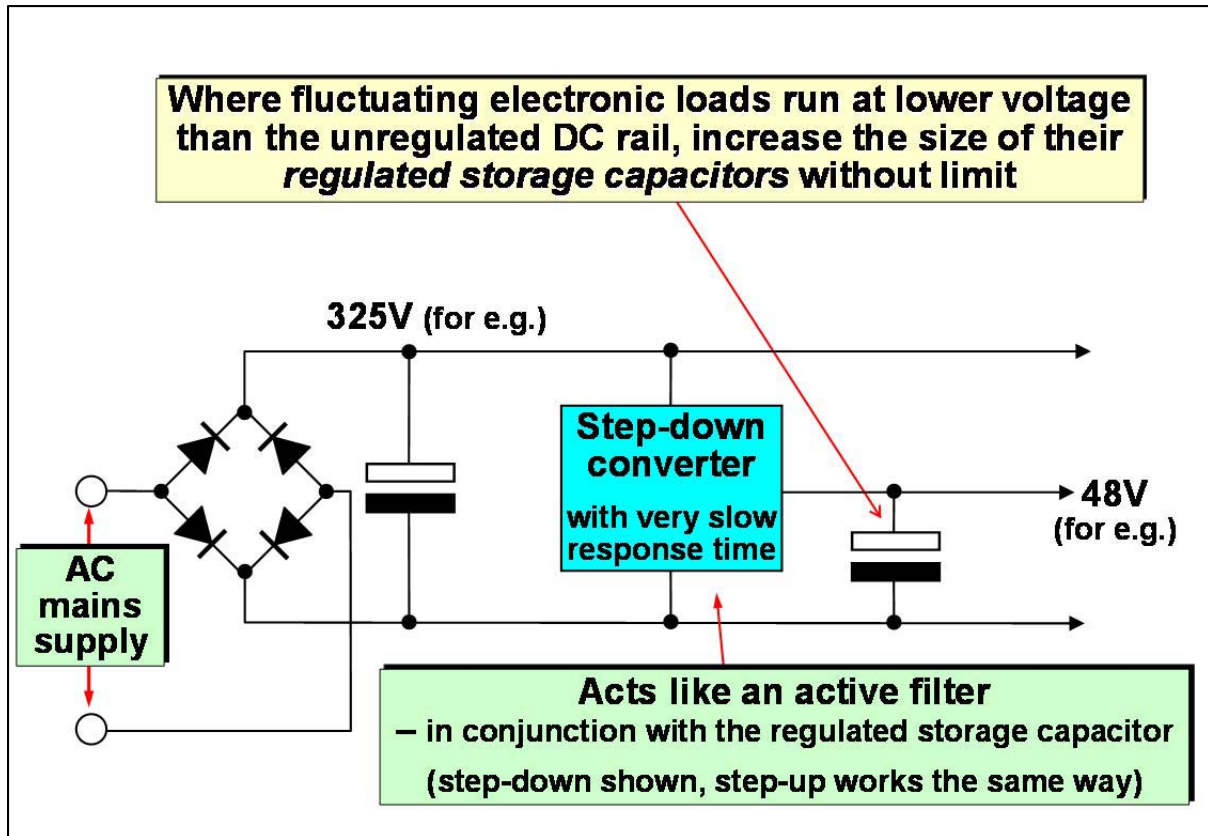 Where fluctuating electronic loads run at lower voltage
than the unregulated DC rail, increase the size of their
regulated storage capacitors without limit
325V (for e.g.)
Step-down
converter
with very slow
response time
48V
(for e.g.)
AC
mains
supply
Acts like an active filter
– in conjunction with the regulated storage capacitor
(step-down shown, step-up works the same way)